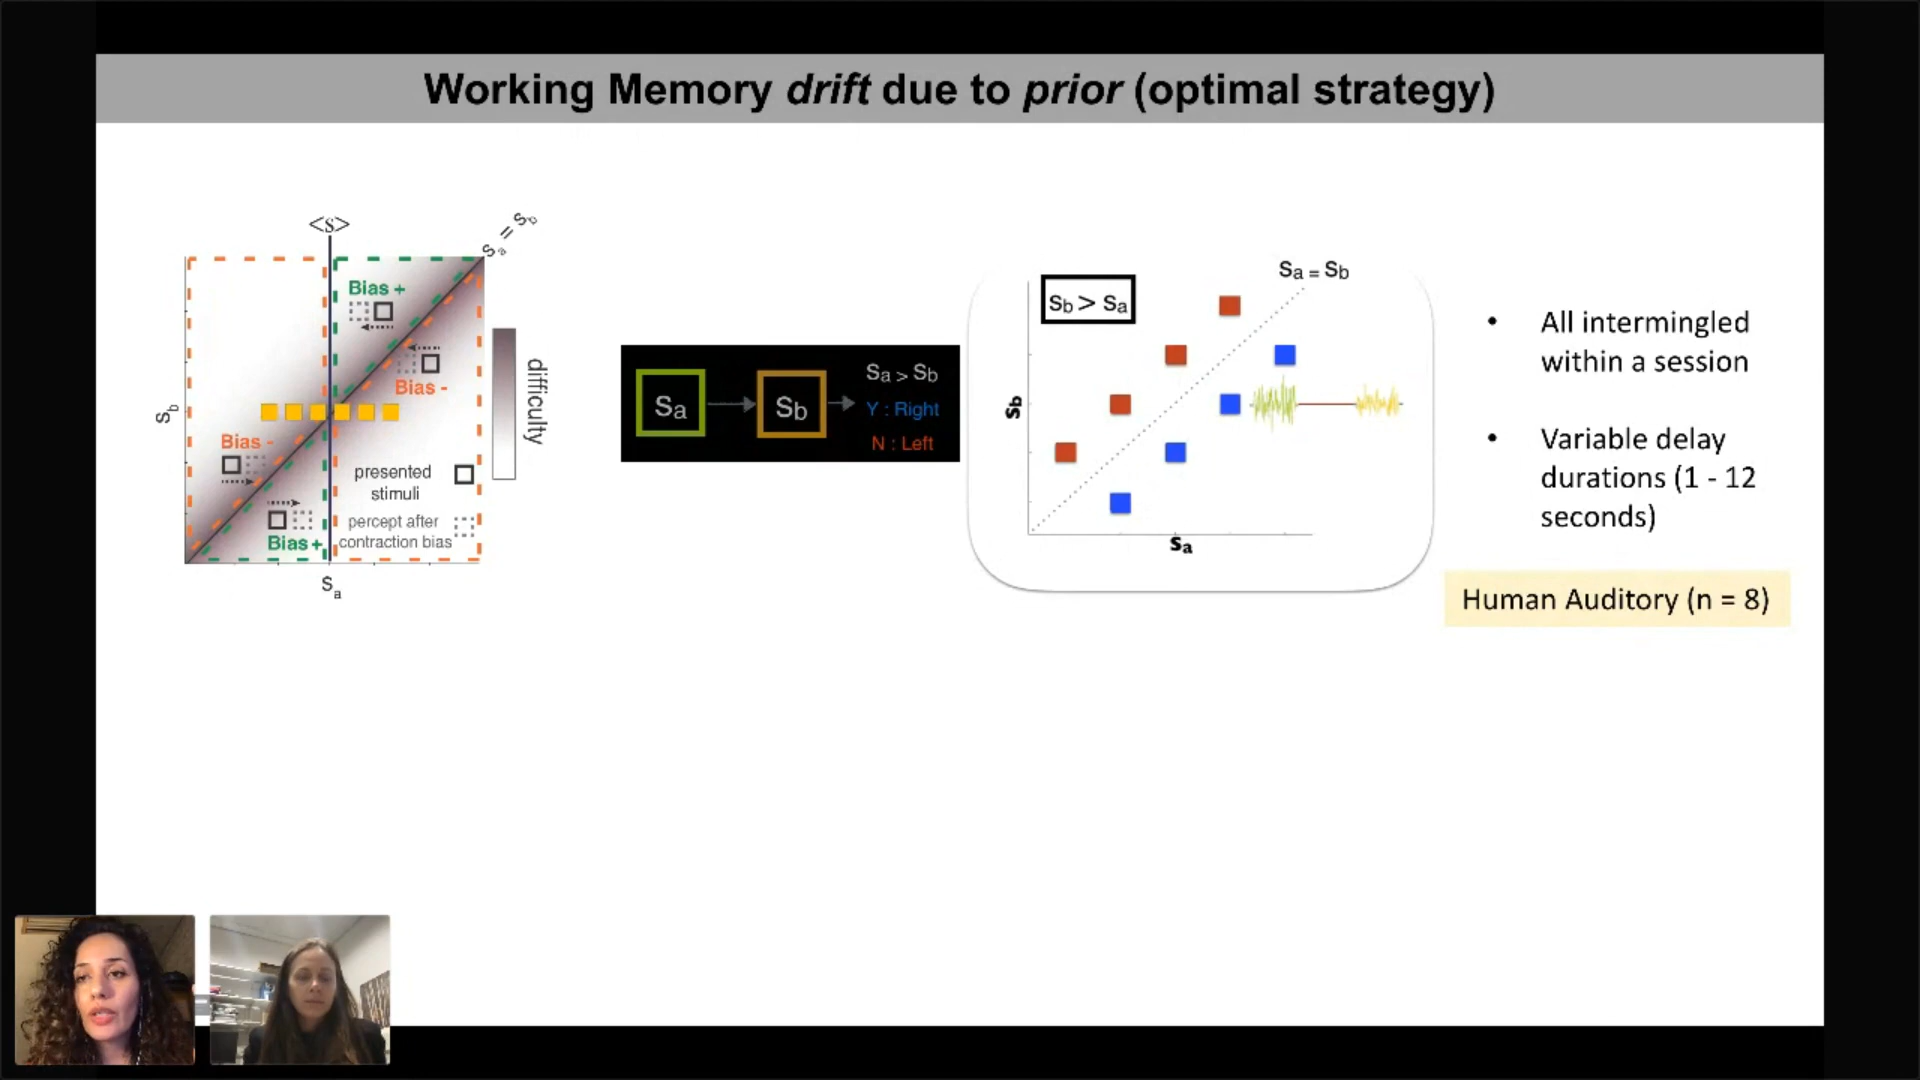 Working Memory drift due to prior (optimal strategy)
<s>
Sa = Sb
Bias +
Bias -
Sb
Bias -
presented
stimuli
percept after
contraction bias
Bias +
Sa
difficulty
Sa
Sb
Sa > Sb
Y : Right
N : Left
Sb > Sa
Sa = Sb
Sb
Sa
• All intermingled
within a session
• Variable delay
durations (1 - 12
seconds)
Human Auditory (n = 8)